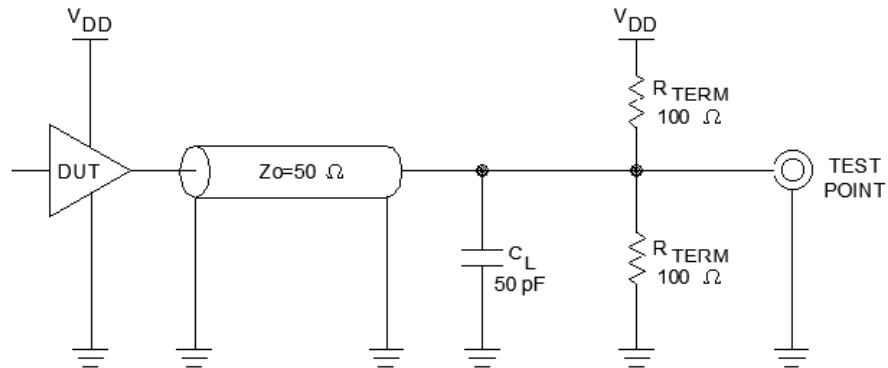 VDD
VDD
RTERM
100 Ω
DUT
Zo=50 Ω
TEST
POINT
CL
50 pF
RTERM
100 Ω